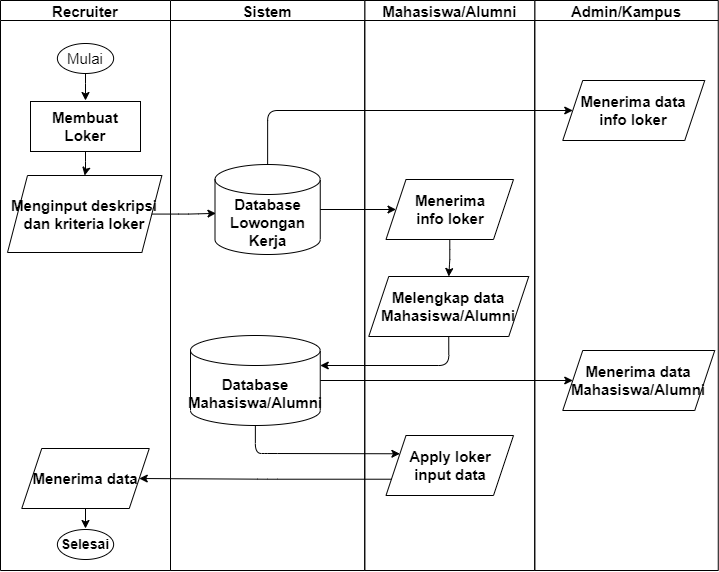 Recruiter
Sistem
Mahasiswa/Alumni
Admin/Kampus
Mulai
Membuat
Loker
Menginput deskripsi
dan kriteria loker
Database
Lowongan
Kerja
Menerima data
info loker
Menerima
info loker
Melengkap data
Mahasiswa/Alumni
Database
Mahasiswa/Alumni
Menerima data
Mahasiswa/Alumni
Apply loker
input data
Menerima data
Selesai